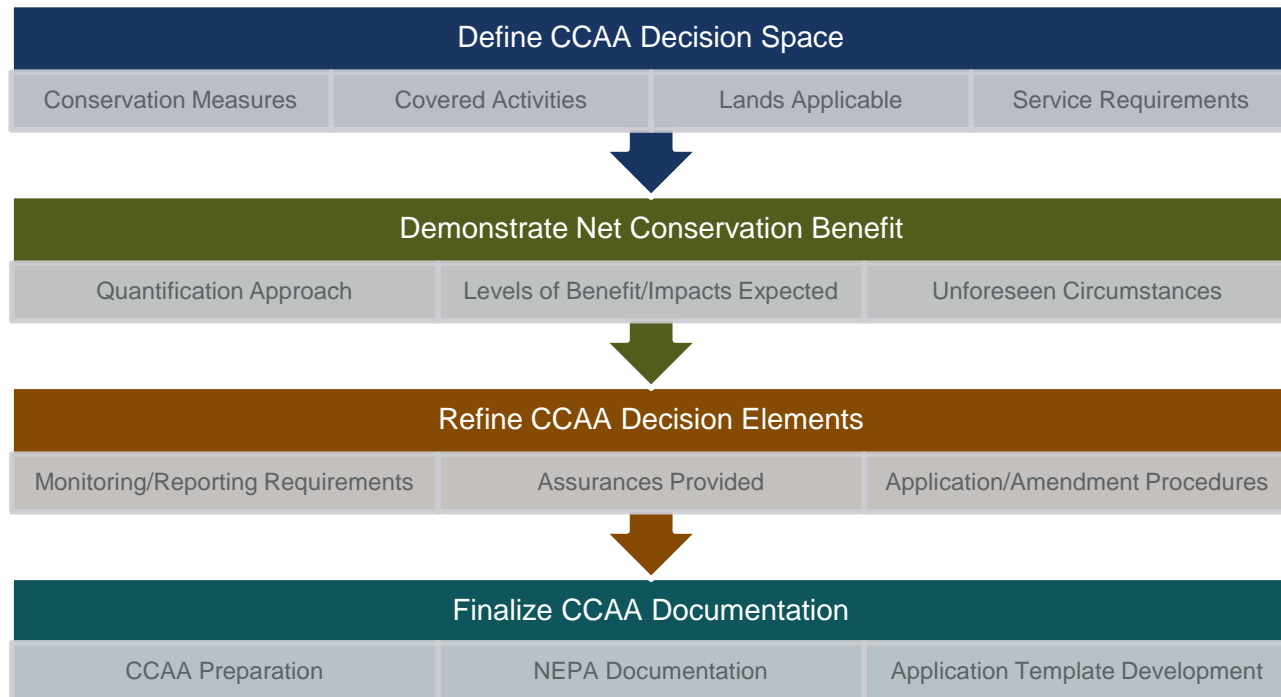 Define CCAA Decision Space
Conservation Measures
Covered Activities
Lands Applicable
Service Requirements
Demonstrate Net Conservation Benefit
Quantification Approach
Levels of Benefit/Impacts Expected
Unforeseen Circumstances
Refine CCAA Decision Elements
Monitoring/Reporting Requirements
Assurances Provided
Application/Amendment Procedures
Finalize CCAA Documentation
CCAA Preparation
NEPA Documentation
Application Template Development